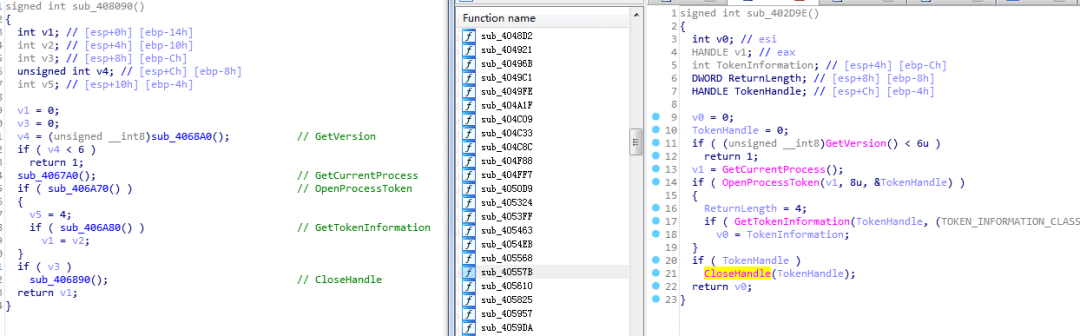 signed int sub_408090()
{
int v1; // [esp+0h] [ebp-14h]
int v2; // [esp+4h] [ebp-10h]
int v3; // [esp+8h] [ebp-Ch]
unsigned int v4; // [esp+Ch] [ebp-8h]
int v5; // [esp+10h] [ebp-4h]
v1 = 0;
v3 = 0;
v4 = (unsigned __int8)sub_4068A0(); // GetVersion
if ( v4 < 6 )
return 1;
sub_4067A0(); // GetCurrentProcess
if ( sub_406A70() ) // OpenProcessToken
{
v5 = 4;
if ( sub_406A80() ) // GetTokenInformation
v1 = v2;
}
if ( v3 )
sub_406890(); // CloseHandle
return v1;
}
Function name
f sub_4048D2
f sub_404921
f sub_40496B
f sub_4049C1
f sub_4049FE
f sub_404A1F
f sub_404C09
f sub_404C33
f sub_404C8C
f sub_404F88
f sub_404FF7
f sub_4050D9
f sub_405324
f sub_4053FF
f sub_405463
f sub_4054EB
f sub_405568
f sub_40557B
f sub_405610
f sub_405825
f sub_405957
f sub_4059DA
1 signed int sub_402D9E()
2 {
3 int v0; // esi
4 HANDLE v1; // eax
5 int TokenInformation; // [esp+4h] [ebp-Ch]
6 DWORD ReturnLength; // [esp+8h] [ebp-8h]
7 HANDLE TokenHandle; // [esp+Ch] [ebp-4h]
8
9 v0 = 0;
10 TokenHandle = 0;
11 if ( (unsigned __int8)GetVersion() < 6u )
12 return 1;
13 v1 = GetCurrentProcess();
14 if ( OpenProcessToken(v1, 8u, &TokenHandle) )
15 {
16 ReturnLength = 4;
17 if ( GetTokenInformation(TokenHandle, (TOKEN_INFORMATION_CLASS
18 v0 = TokenInformation;
19 }
20 if ( TokenHandle )
21 CloseHandle(TokenHandle);
22 return v0;
23 }